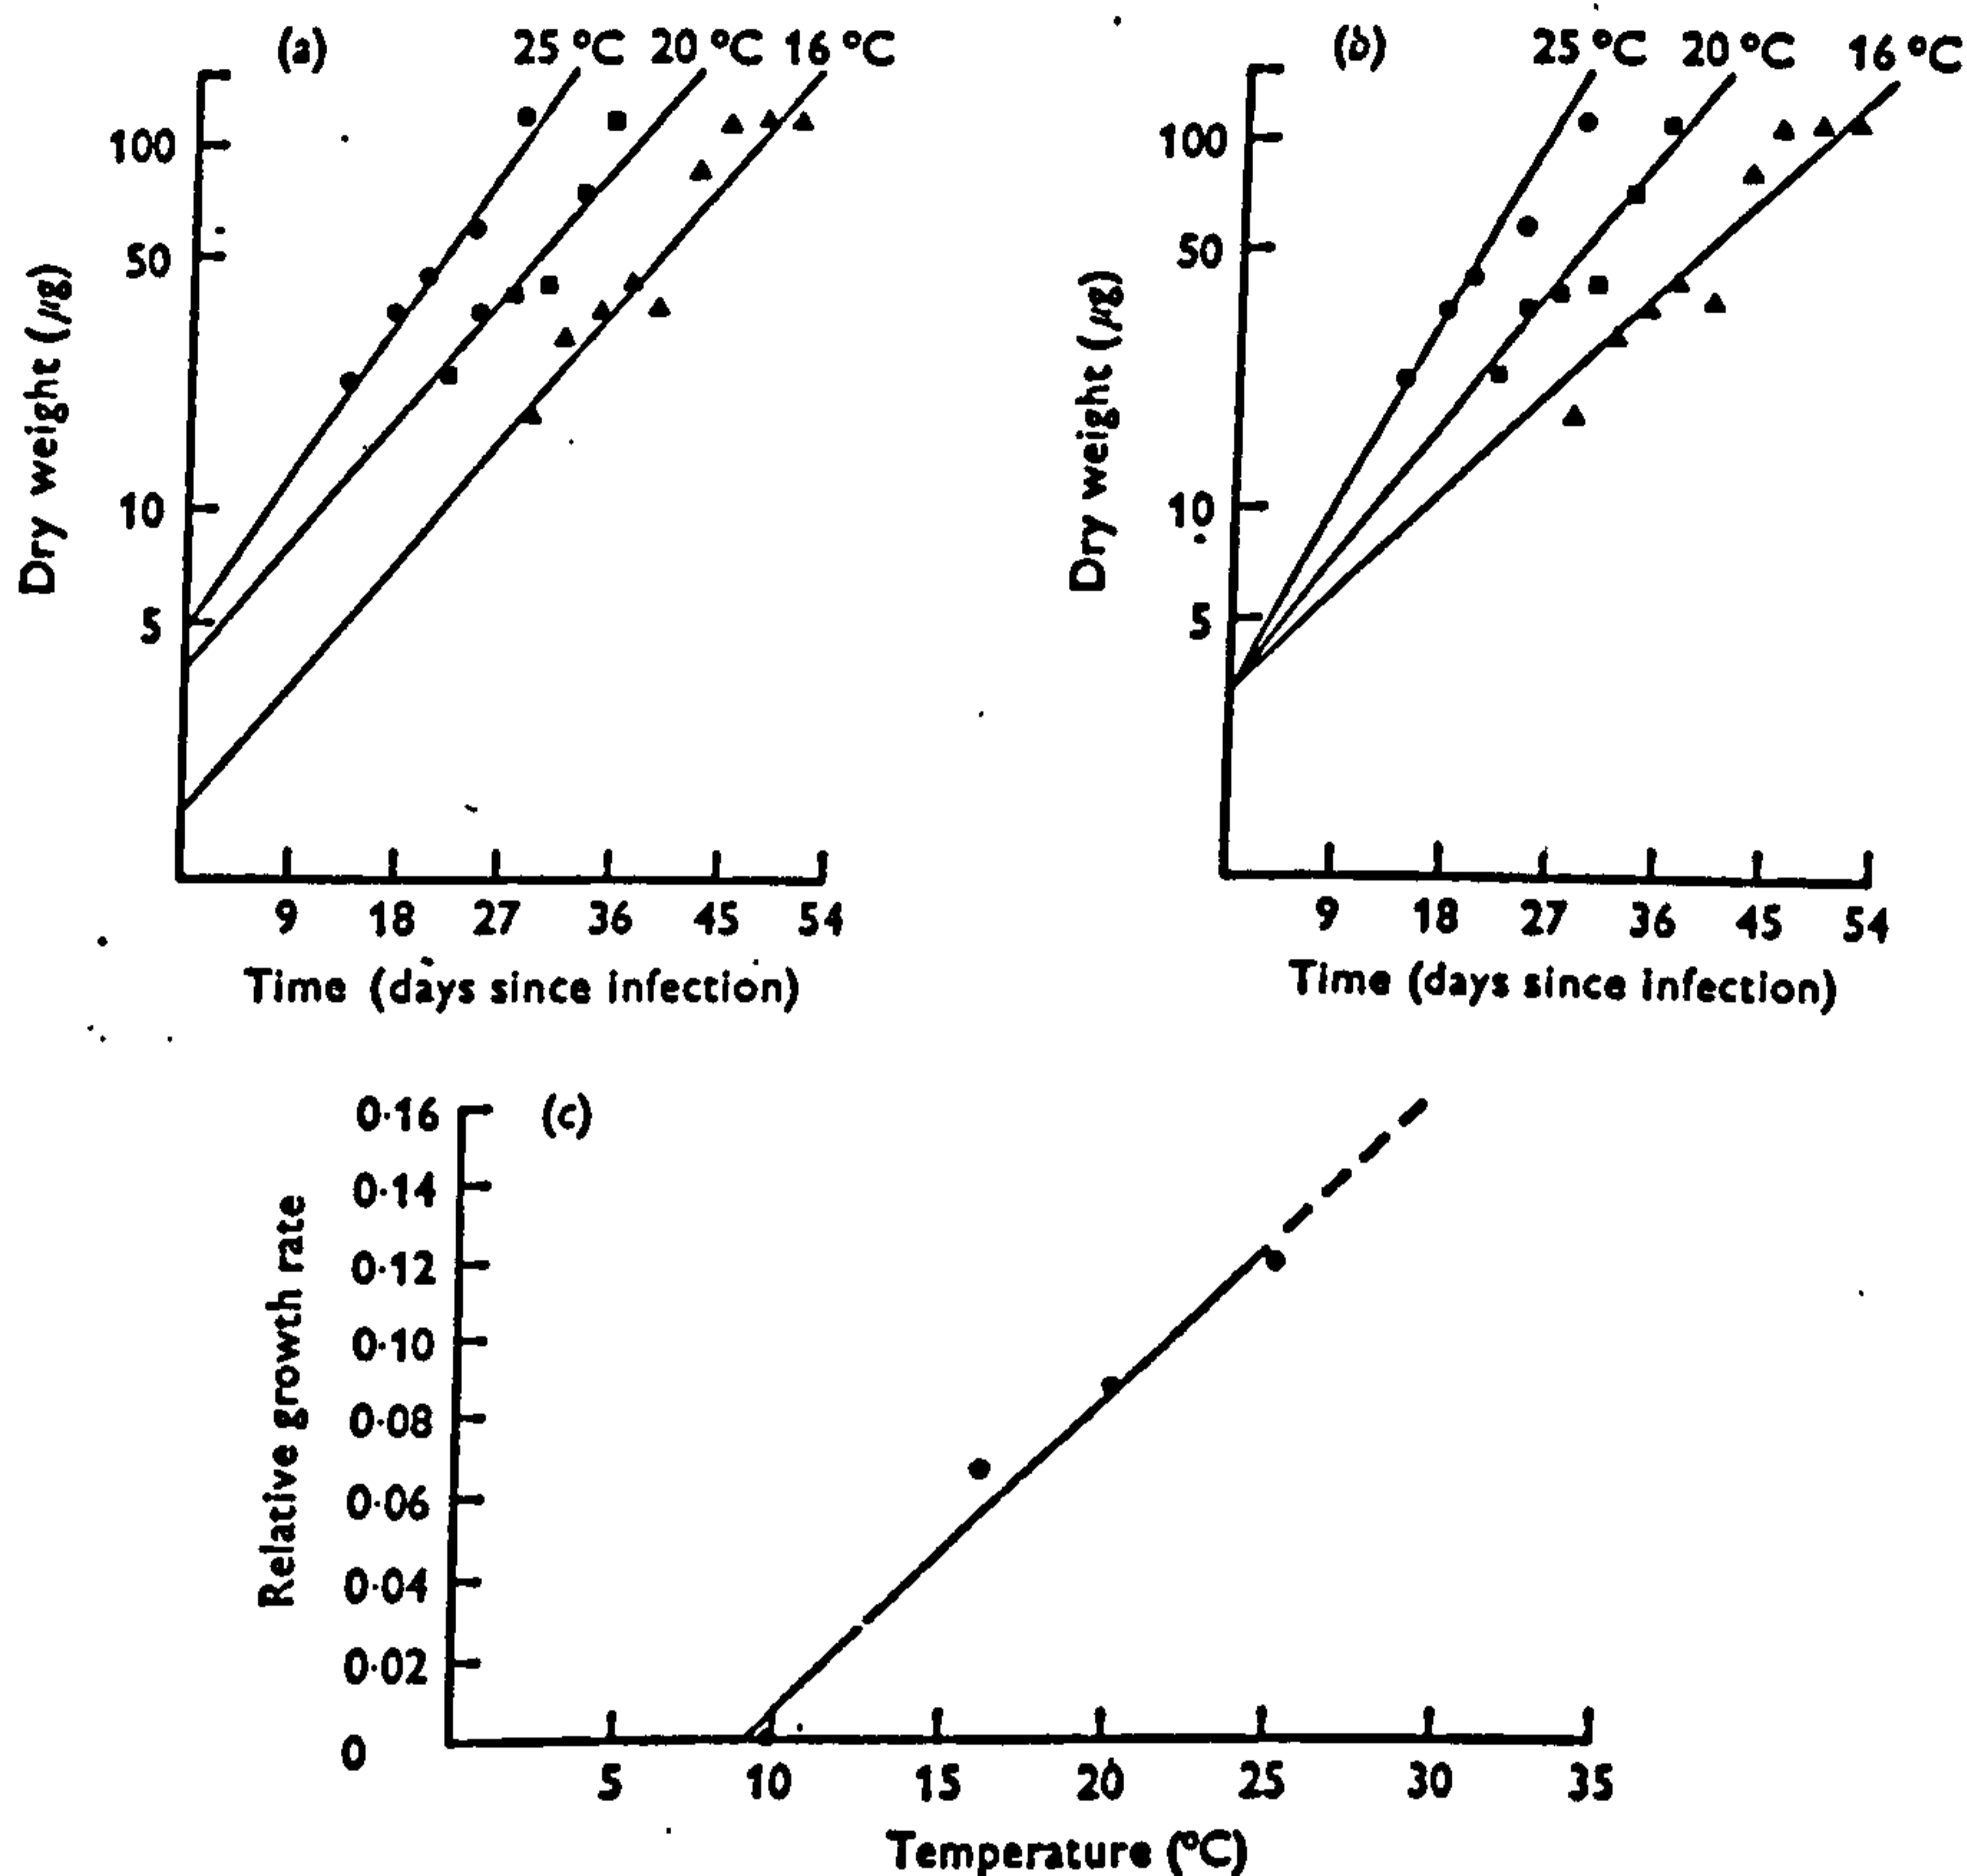 (a) 25 °C 20 °C 16 °C
100
50
10
5
Dry weight (µg)
9 18 27 36 45 54
Time (days since infection)
(b) 25 °C 20 °C 16 °C
100
50
10
5
Dry weight (µg)
9 18 27 36 45 54
Time (days since infection)
(c)
0·16
0·14
0·12
0·10
0·08
0·06
0·04
0·02
0
Relative growth rate
5 10 15 20 25 30 35
Temperature (°C)